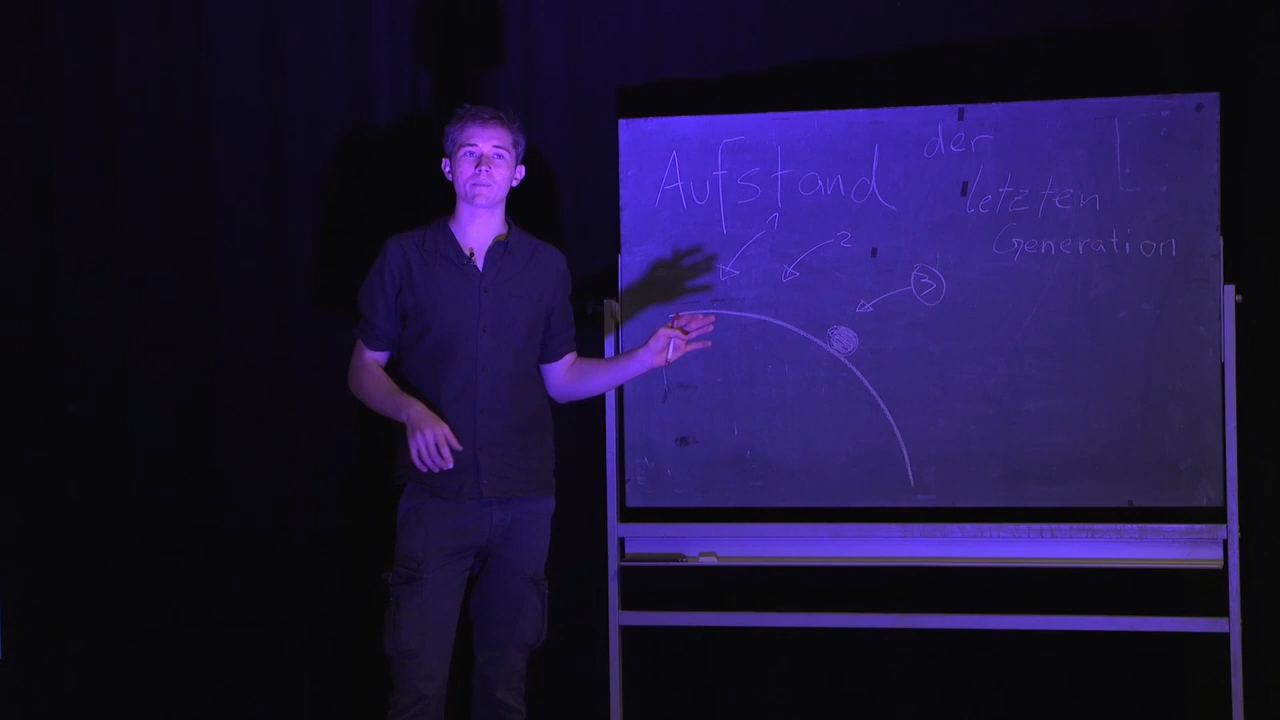 Aufstand der
letzten
Generation
1
2
3